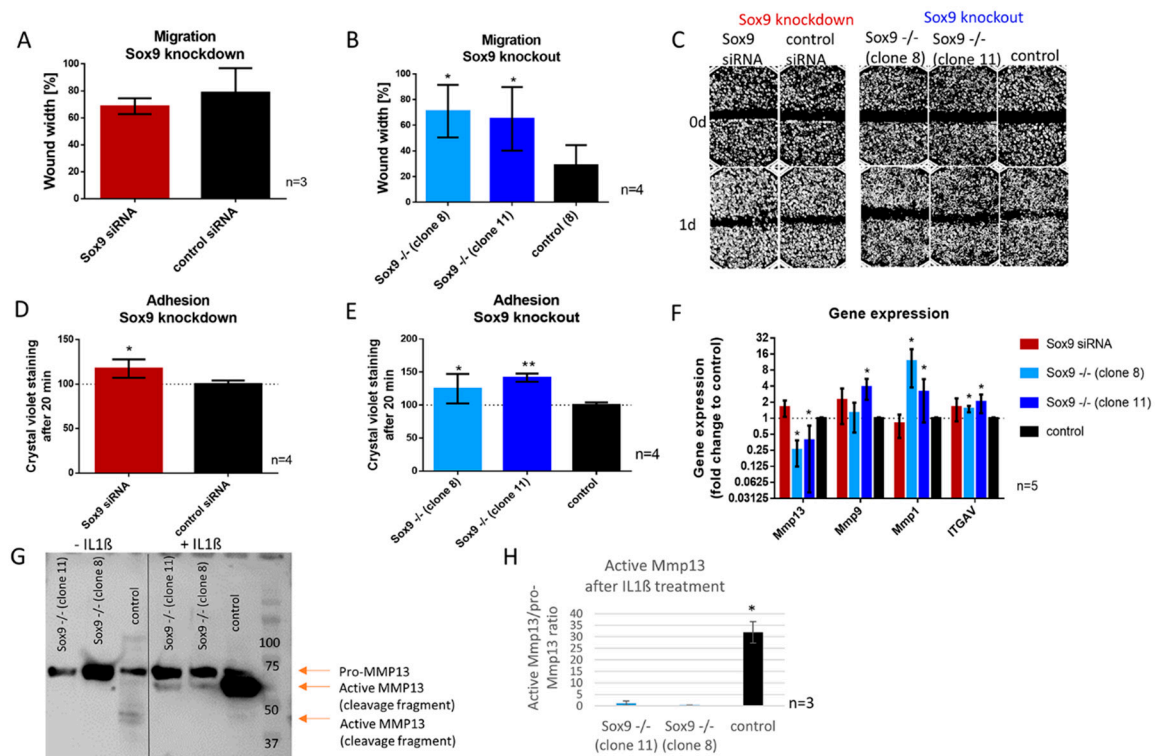 A
Migration
Sox9 knockdown
Wound width [%]
100
80
60
40
20
0
Sox9 siRNA
control siRNA
n=3
B
Migration
Sox9 knockout
Wound width [%]
100
80
60
40
20
0
*
*
Sox9 -/- (clone 8)
Sox9 -/- (clone 11)
control (8)
n=4
C
Sox9 knockdown
Sox9 knockout
Sox9
siRNA
control
siRNA
Sox9 -/-
(clone 8)
Sox9 -/-
(clone 11)
control
0d
1d
D
Adhesion
Sox9 knockdown
Crystal violet staining
after 20 min
150
100
50
0
*
Sox9 siRNA
control siRNA
n=4
E
Adhesion
Sox9 knockout
Crystal violet staining
after 20 min
200
150
100
50
0
*
**
Sox9 -/- (clone 8)
Sox9 -/- (clone 11)
control
n=4
F
Gene expression
Gene expression
(fold change to control)
32
16
8
4
2
1
0.5
0.25
0.125
0.0625
0.03125
* * * * * * *
Mmp13
Mmp9
Mmp1
ITGAV
Sox9 siRNA
Sox9 -/- (clone 8)
Sox9 -/- (clone 11)
control
n=5
G
- IL1ß
+ IL1ß
Sox9 -/- (clone 11)
Sox9 -/- (clone 8)
control
Sox9 -/- (clone 11)
Sox9 -/- (clone 8)
control
100
75
50
37
Pro-MMP13
Active MMP13
(cleavage fragment)
Active MMP13
(cleavage fragment)
H
Active Mmp13
after IL1ß treatment
Active Mmp13/pro-
Mmp13 ratio
40
35
30
25
20
15
10
5
0
*
Sox9 -/-
(clone 11)
Sox9 -/-
(clone 8)
control
n=3